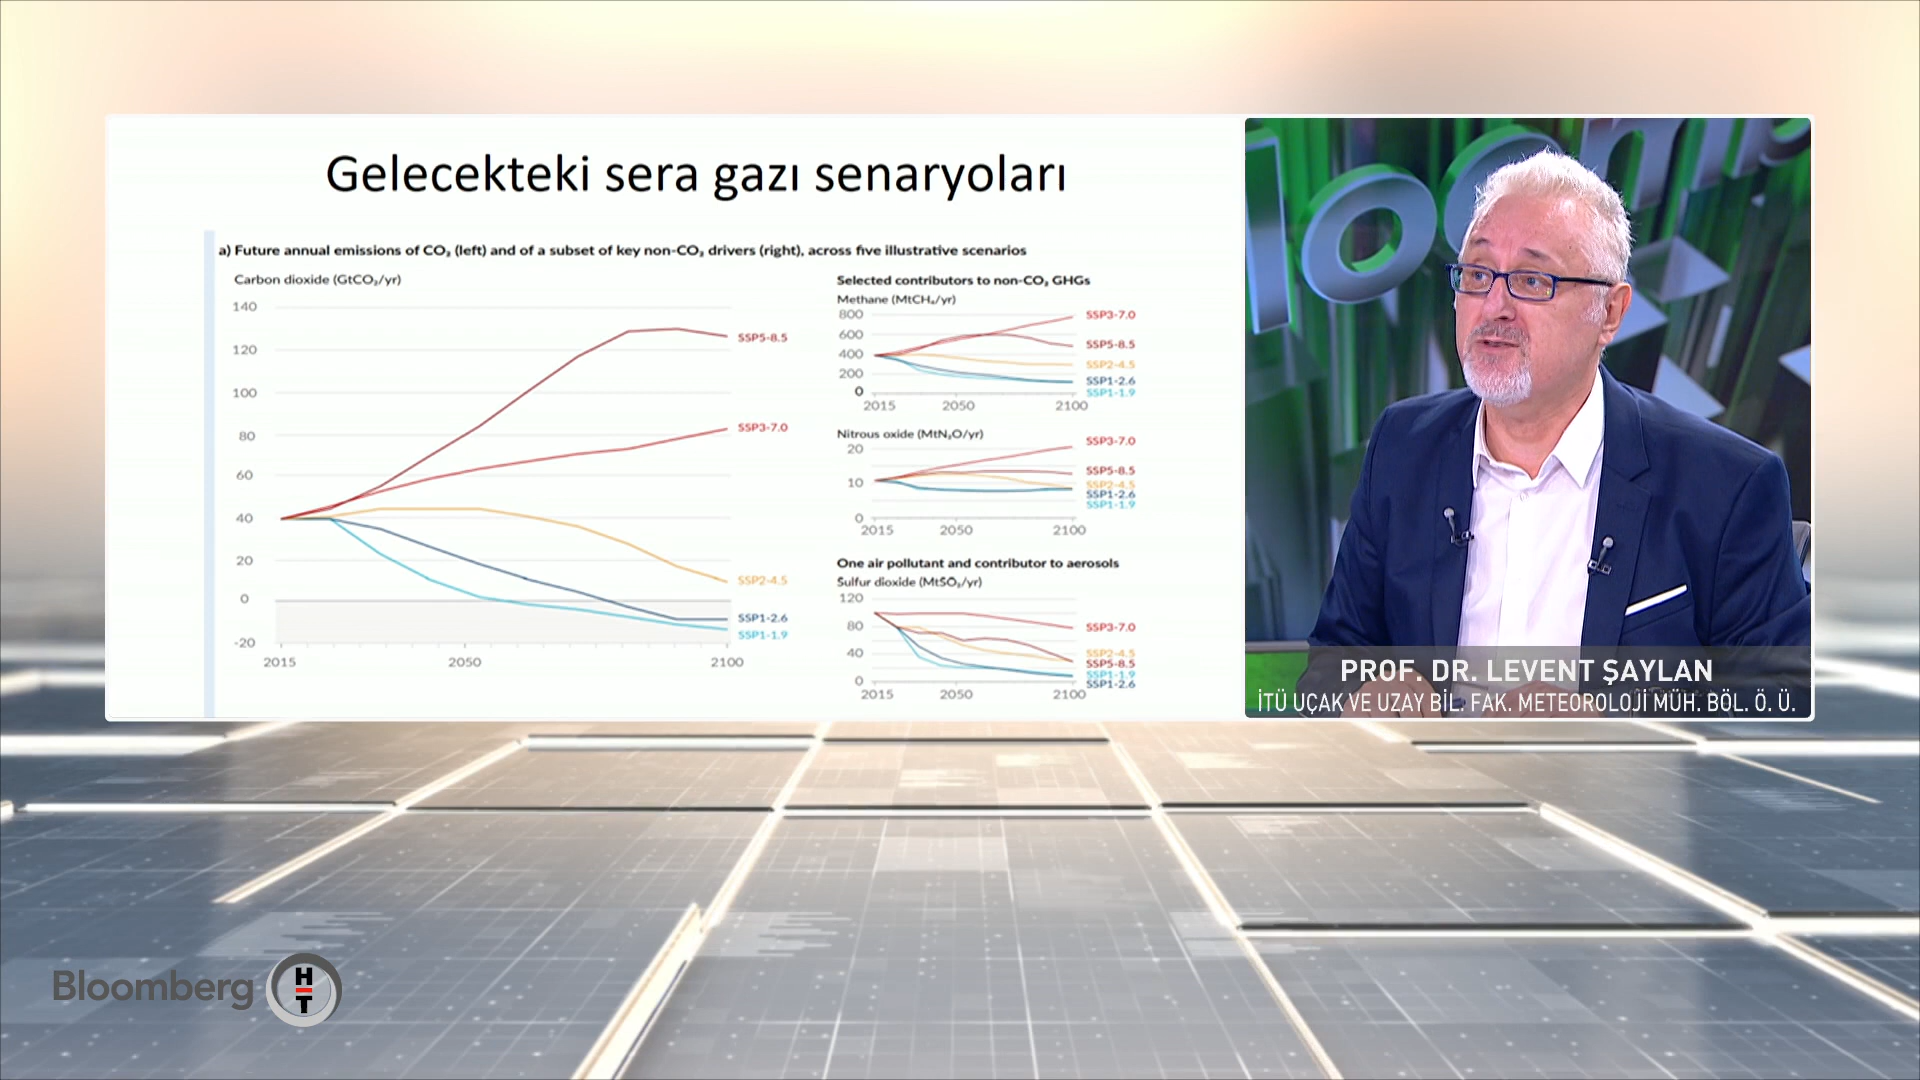 Gelecekteki sera gazı senaryoları
a) Future annual emissions of CO₂ (left) and of a subset of key non-CO₂ drivers (right), across five illustrative scenarios
Carbon dioxide (GtCO₂/yr)
140
120
100
80
60
40
20
0
-20
2015
2050
2100
SSP5-8.5
SSP3-7.0
SSP2-4.5
SSP1-2.6
SSP1-1.9
Selected contributors to non-CO₂ GHGs
Methane (MtCH₄/yr)
800
600
400
200
0
2015
2050
2100
SSP3-7.0
SSP5-8.5
SSP2-4.5
SSP1-2.6
SSP1-1.9
Nitrous oxide (MtN₂O/yr)
20
10
0
2015
2050
2100
SSP3-7.0
SSP5-8.5
SSP2-4.5
SSP1-2.6
SSP1-1.9
One air pollutant and contributor to aerosols
Sulfur dioxide (MtSO₂/yr)
120
80
40
0
2015
2050
2100
SSP3-7.0
SSP2-4.5
SSP5-8.5
SSP1-1.9
SSP1-2.6
PROF. DR. LEVENT ŞAYLAN
İTÜ UÇAK VE UZAY BİL. FAK. METEOROLOJİ MÜH. BÖL. Ö. Ü.
Bloomberg HT